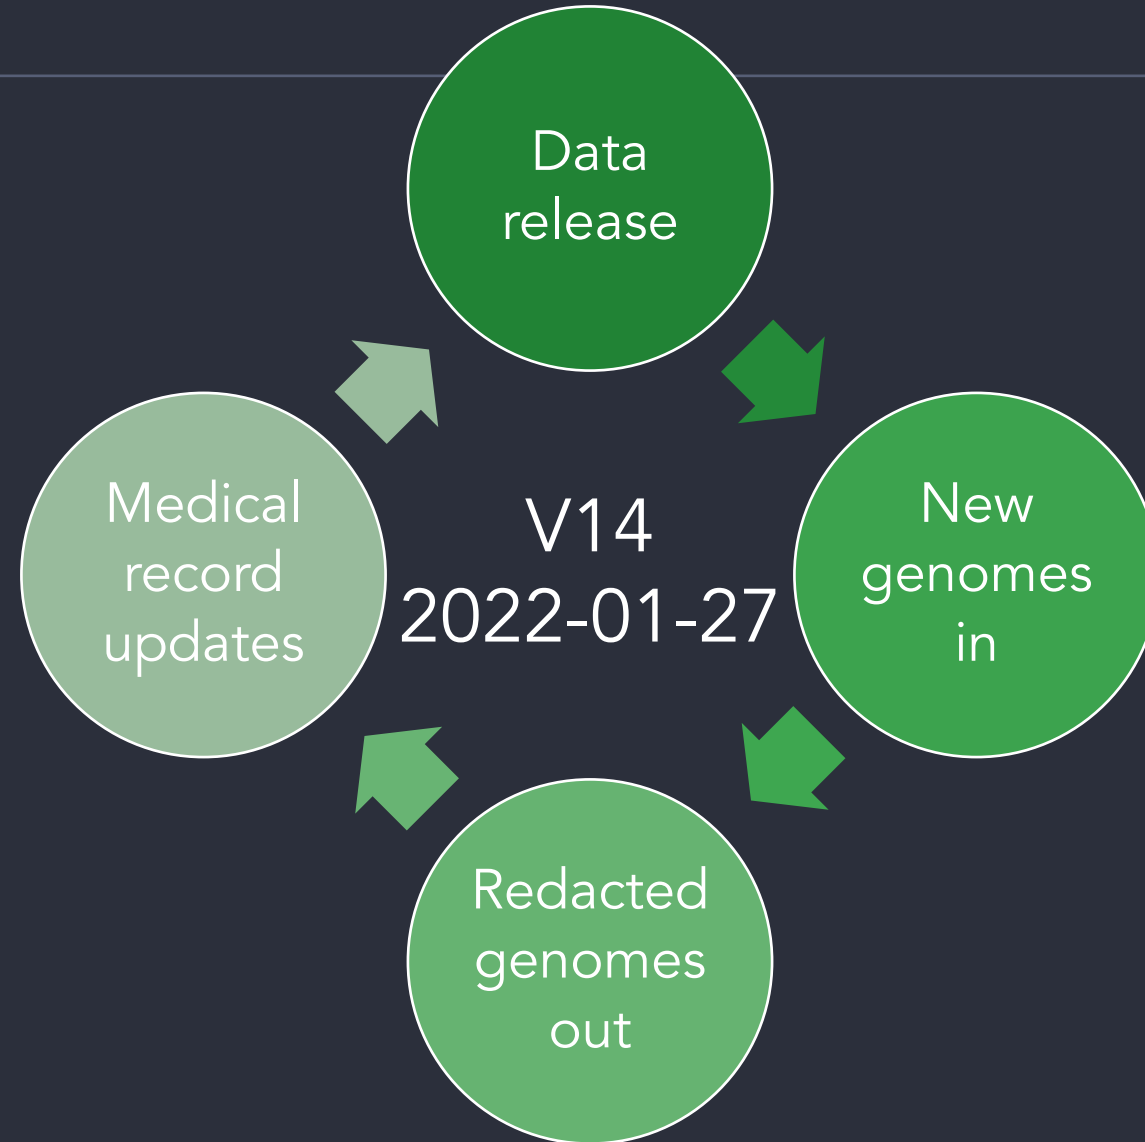 Data
release
New
genomes
in
Redacted
genomes
out
Medical
record
updates
V14
2022-01-27